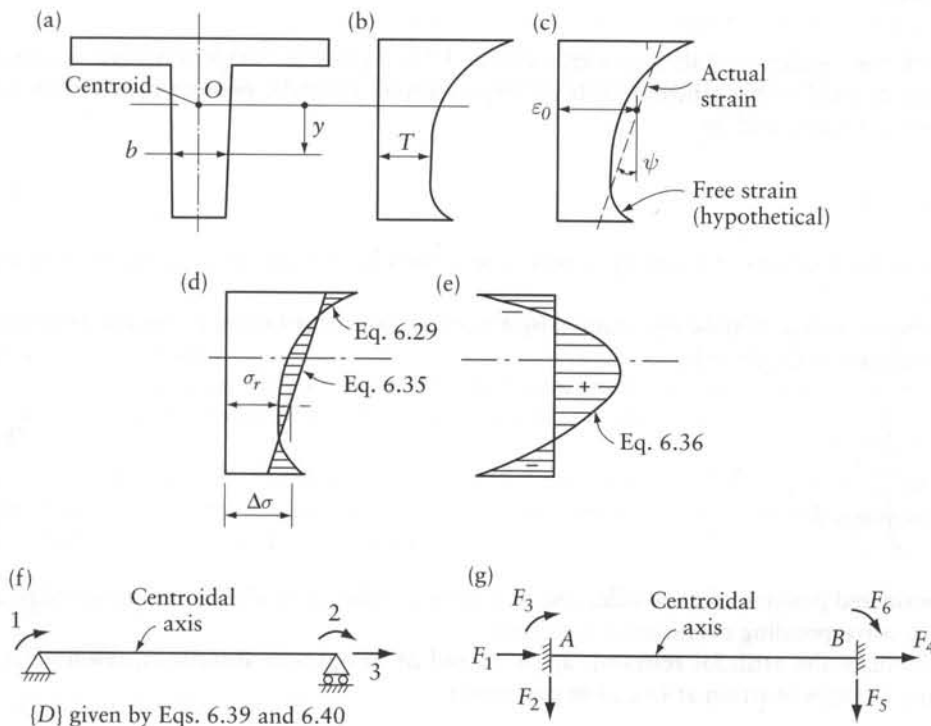 (a)
Centroid
O
y
b
(b)
T
(c)
Actual
strain
ε₀
ψ
Free strain
(hypothetical)
(d)
Eq. 6.29
σᵣ
Eq. 6.35
−
Δσ
(e)
−
+
Eq. 6.36
−
(f)
1
Centroidal
axis
2
3
{D} given by Eqs. 6.39 and 6.40
(g)
F₃
Centroidal
axis
F₆
F₁
A
B
F₄
F₂
F₅